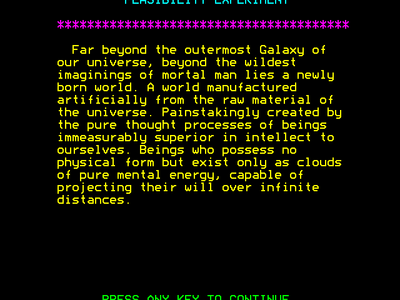 FEASIBILITY EXPERIMENT
***************************************
Far beyond the outermost Galaxy of
our universe, beyond the wildest
imaginings of mortal man lies a newly
born world. A world manufactured
artificially from the raw material of
the universe. Painstakingly created by
the pure thought processes of beings
immeasurably superior in intellect to
ourselves. Beings who possess no
physical form but exist only as clouds
of pure mental energy, capable of
projecting their will over infinite
distances.
PRESS ANY KEY TO CONTINUE